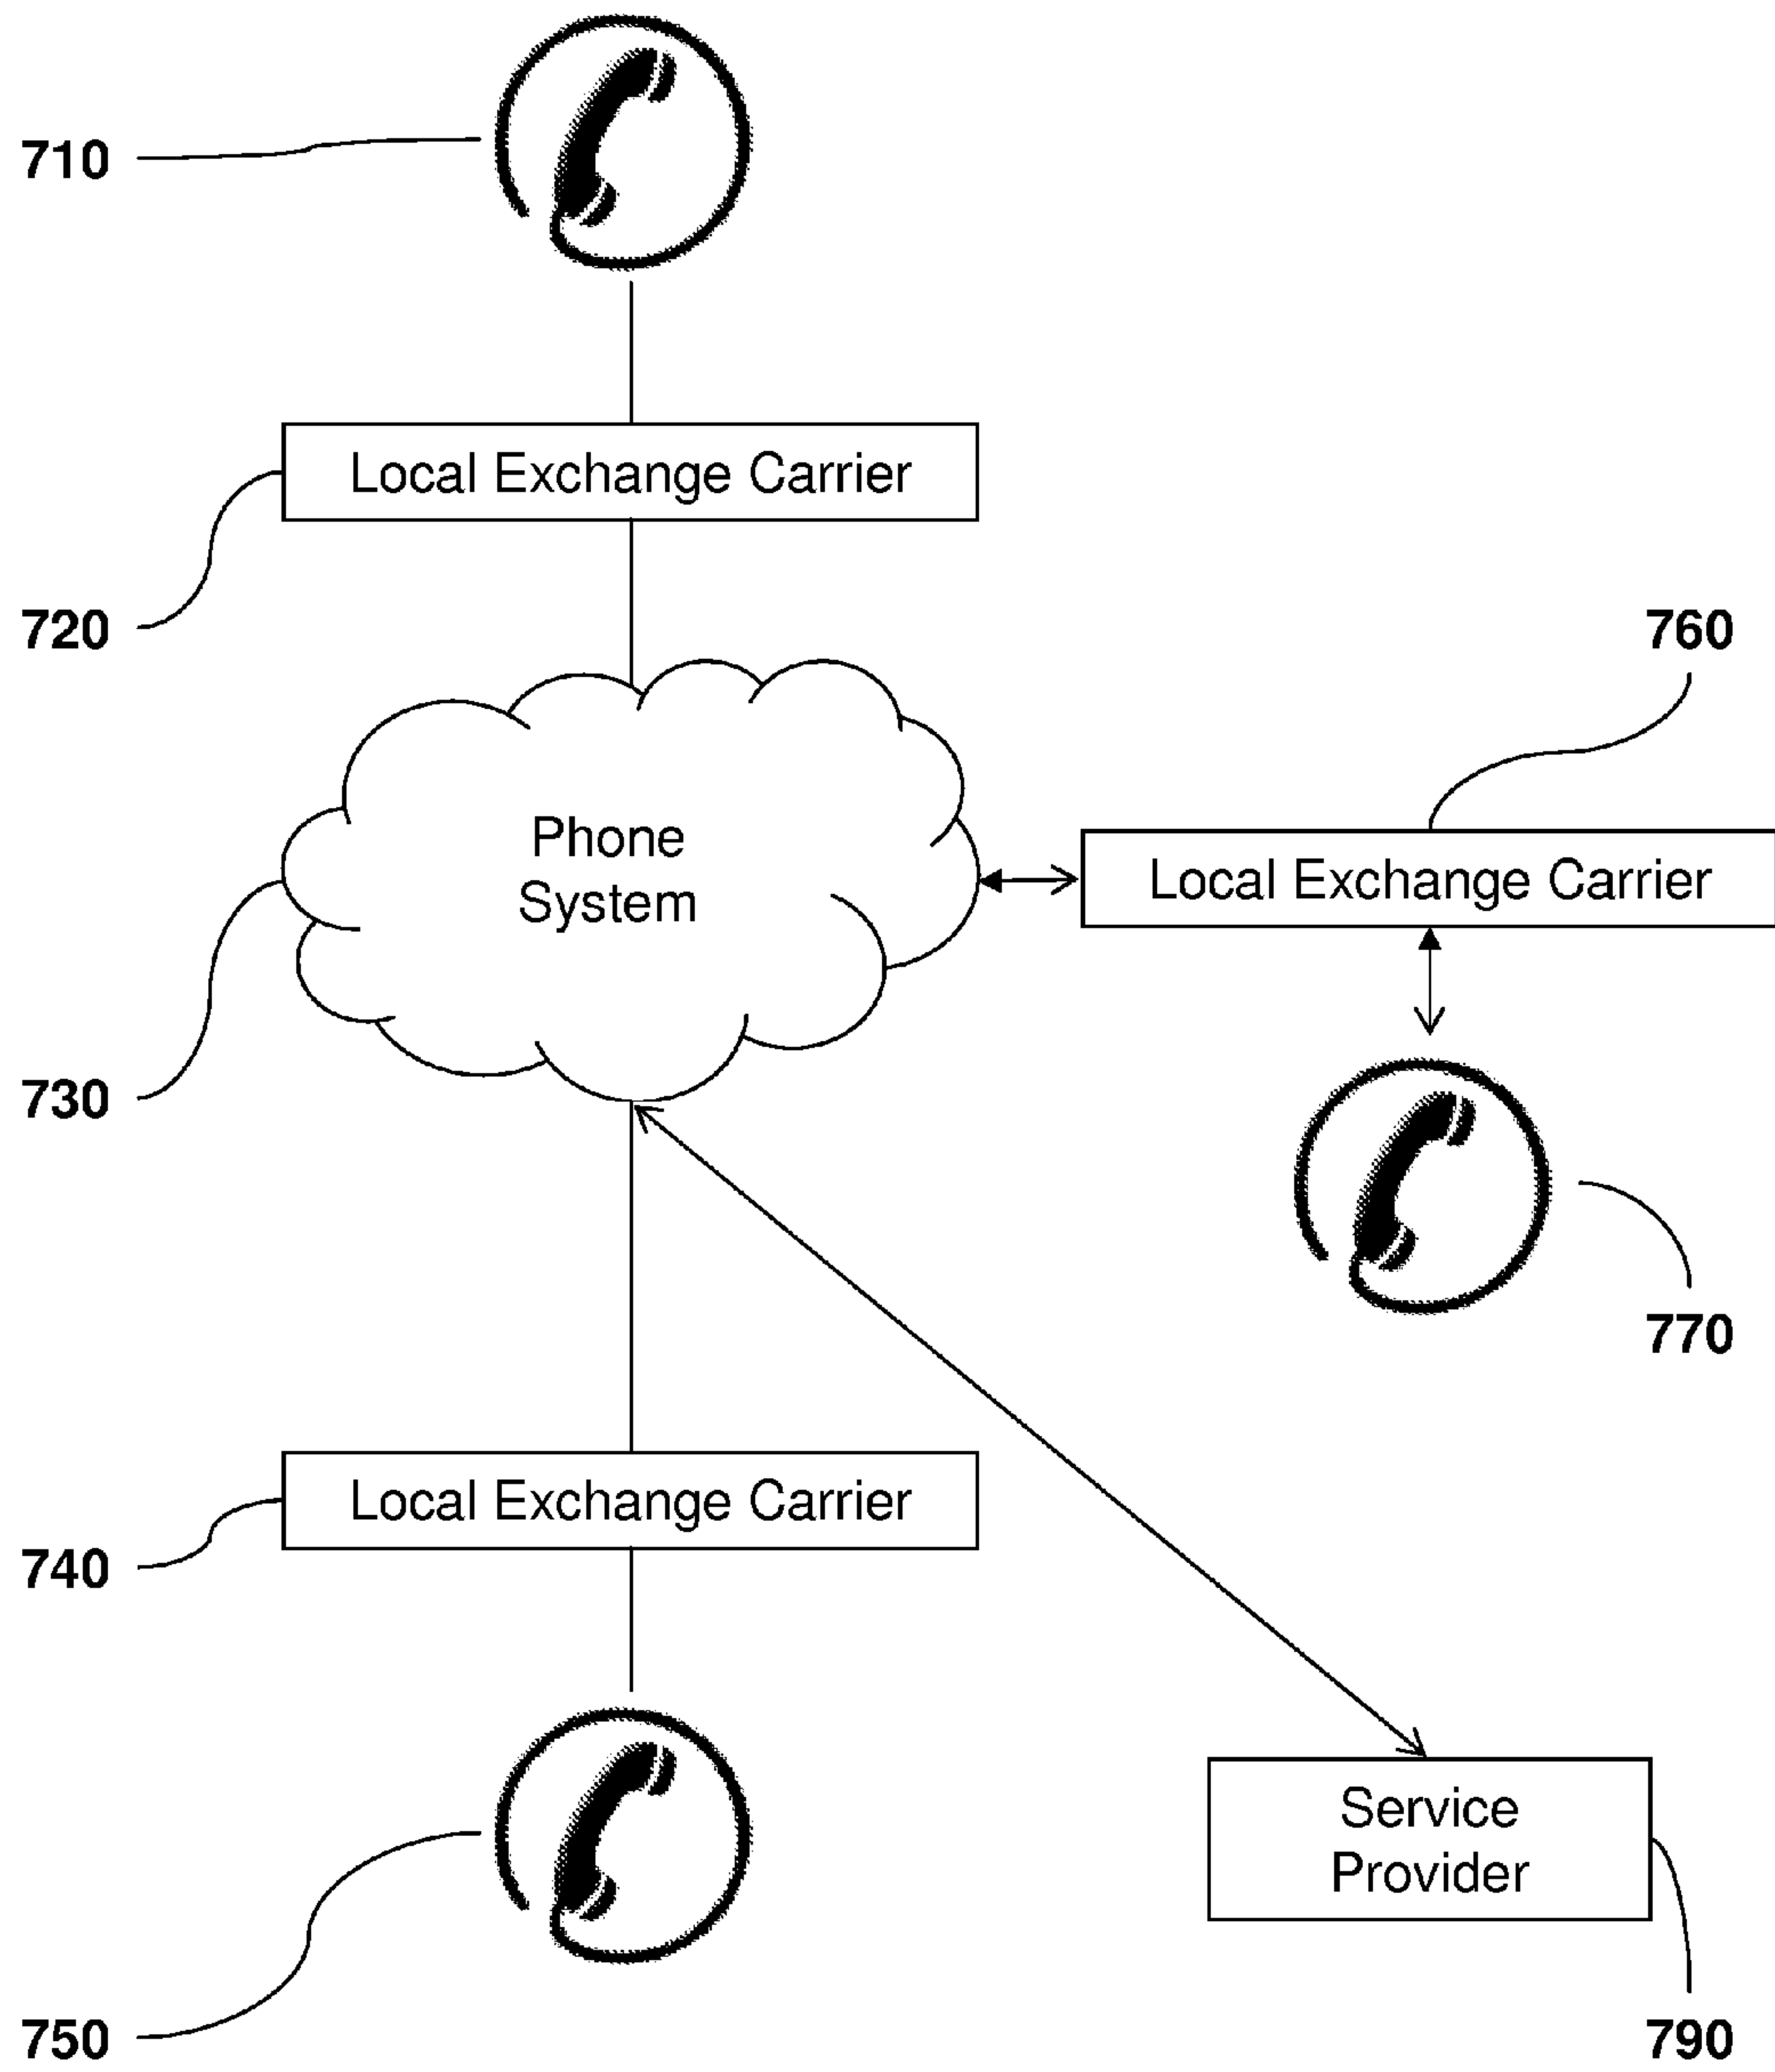 710
Local Exchange Carrier
720
760
Phone
System
Local Exchange Carrier
730
770
Local Exchange Carrier
740
Service
Provider
750
790